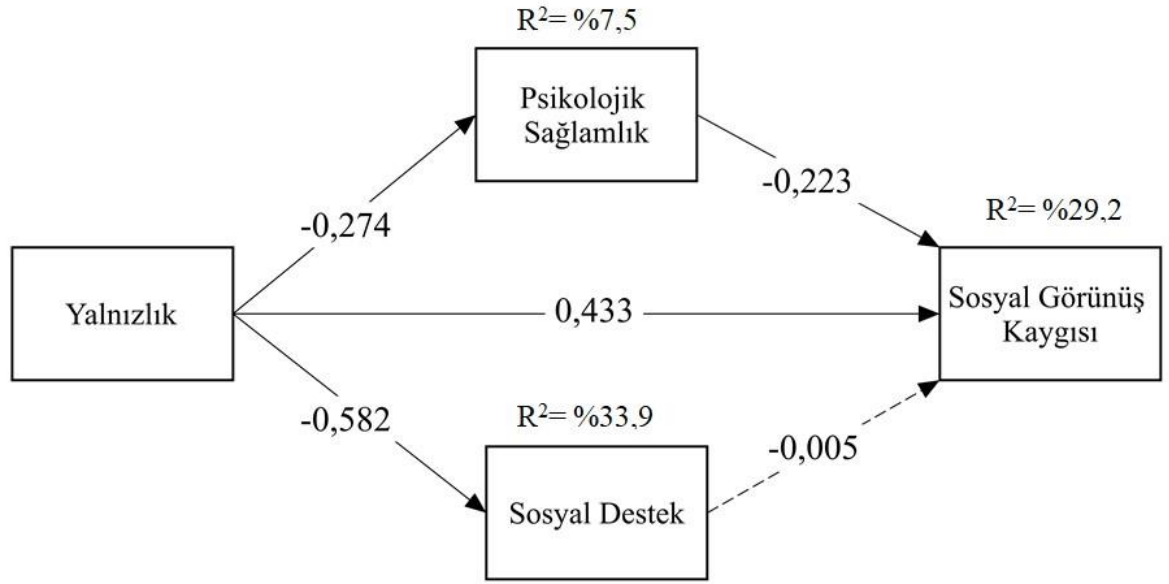 R²= %7,5
Psikolojik
Sağlamlık
-0,274
-0,223
R²= %29,2
Yalnızlık
0,433
Sosyal Görünüş
Kaygısı
-0,582
R²= %33,9
-0,005
Sosyal Destek